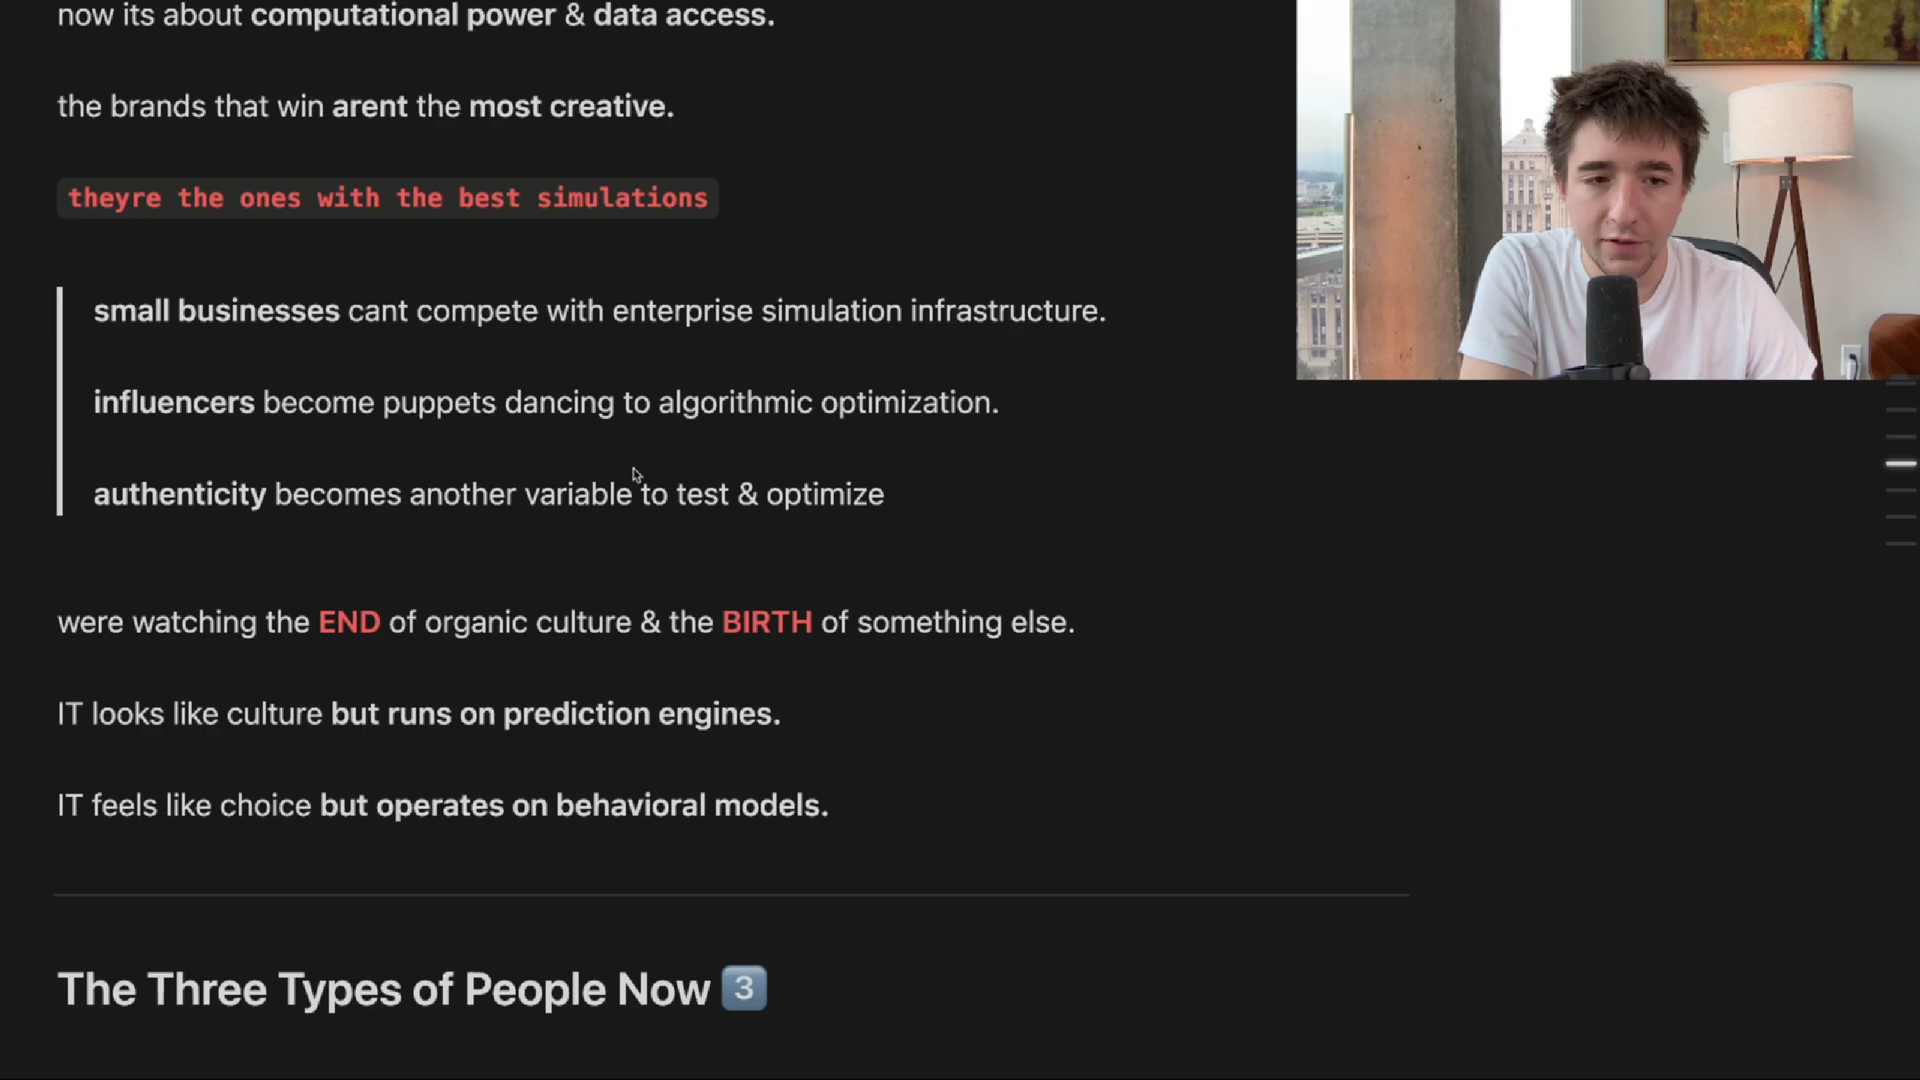 now its about computational power & data access.
the brands that win arent the most creative.
theyre the ones with the best simulations
small businesses cant compete with enterprise simulation infrastructure.
influencers become puppets dancing to algorithmic optimization.
authenticity becomes another variable to test & optimize
were watching the END of organic culture & the BIRTH of something else.
IT looks like culture but runs on prediction engines.
IT feels like choice but operates on behavioral models.
The Three Types of People Now 3️⃣